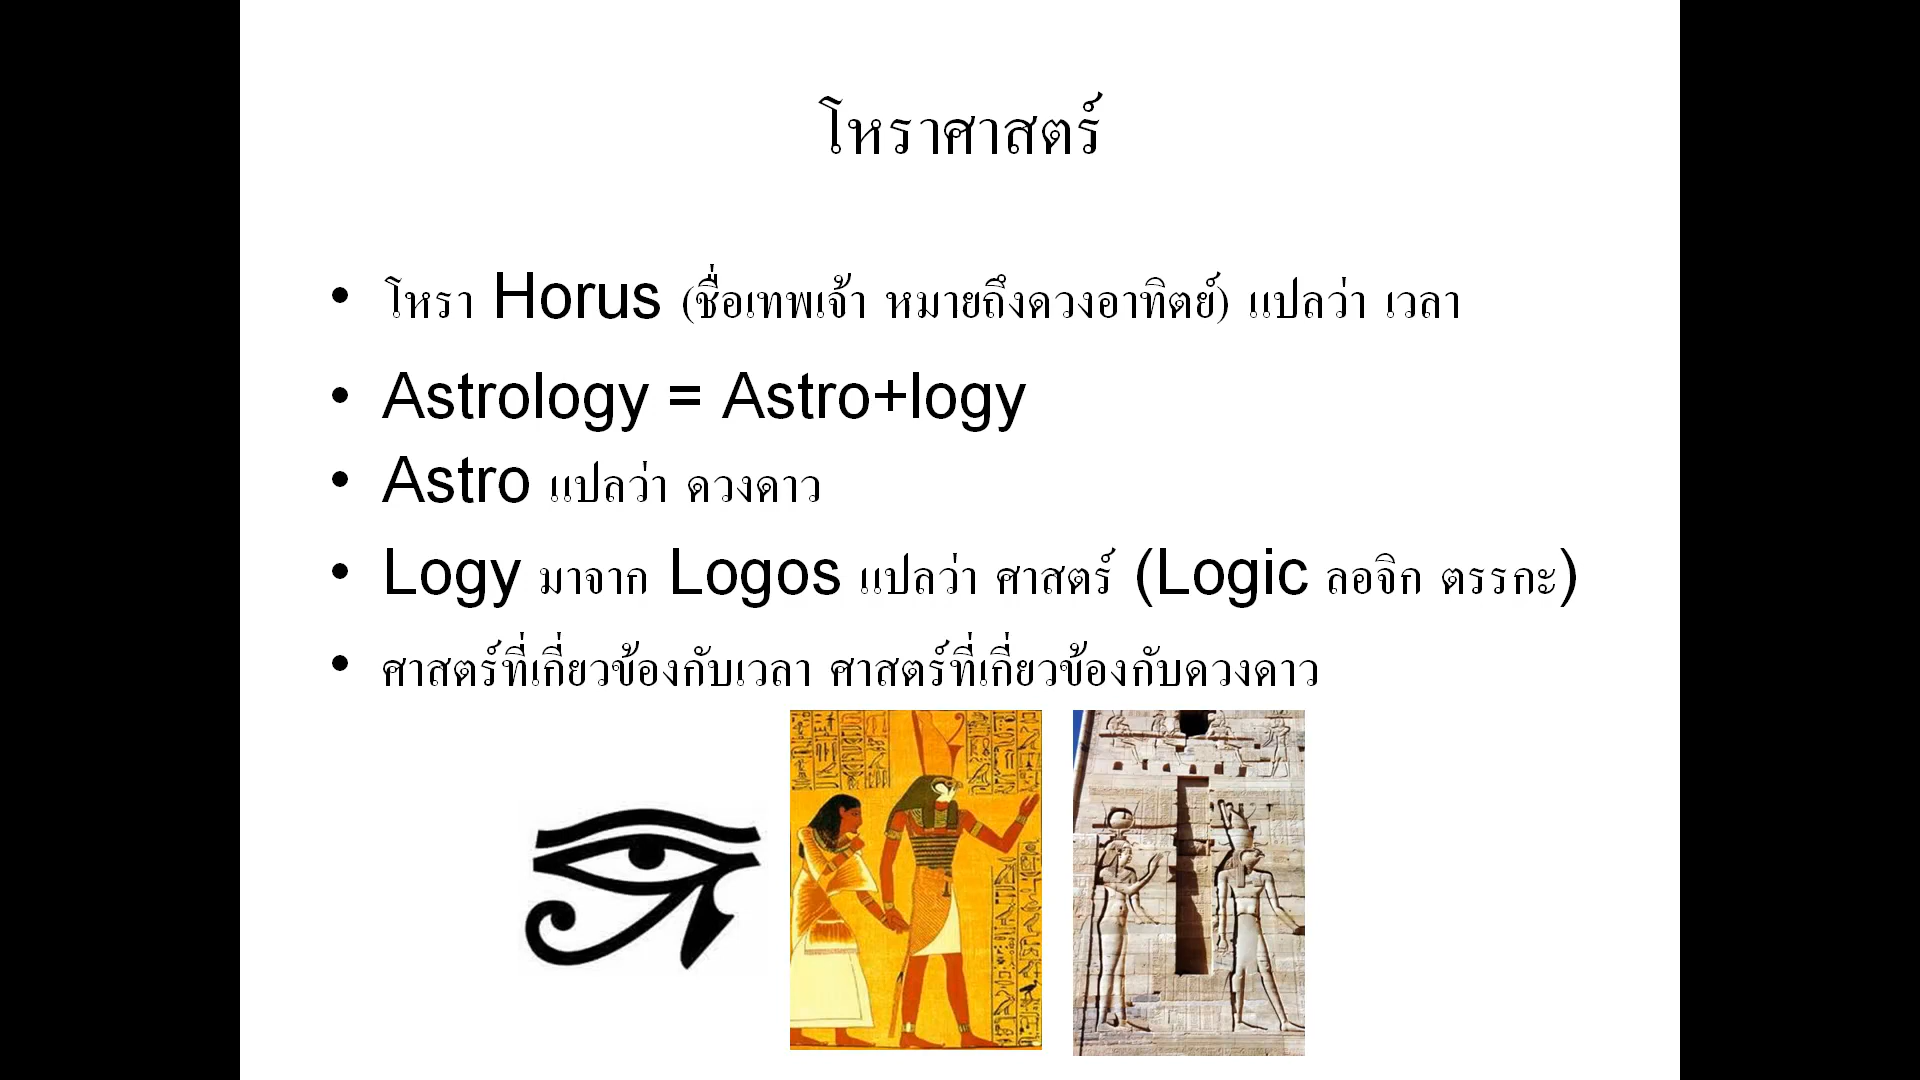 โหราศาสตร์
• โหรา Horus (ชื่อเทพเจ้า หมายถึงดวงอาทิตย์) แปลว่า เวลา
• Astrology = Astro+logy
• Astro แปลว่า ดวงดาว
• Logy มาจาก Logos แปลว่า ศาสตร์ (Logic ลอจิก ตรรกะ)
• ศาสตร์ที่เกี่ยวข้องกับเวลา ศาสตร์ที่เกี่ยวข้องกับดวงดาว